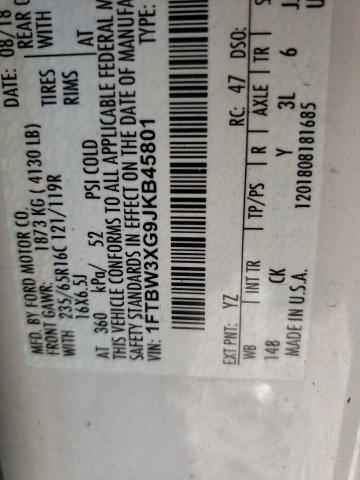 MFD. BY FORD MOTOR CO.
DATE: 08/18
FRONT GAWR: 1873 KG ( 4130 LB)
REAR G
WITH 235/65R16C 121/119R TIRES WITH
16X6.5J RIMS
AT 360 kPa/ 52 PSI COLD AT
THIS VEHICLE CONFORMS TO ALL APPLICABLE FEDERAL M
SAFETY STANDARDS IN EFFECT ON THE DATE OF MANUFA
VIN: 1FTBW3XG9JKB45801 TYPE:
EXT PNT: YZ RC: 47 DSO:
WB INT TR TP/PS R AXLE TR S
148 CK Y 3L 6 J
MADE IN U.S.A. 1201808181685